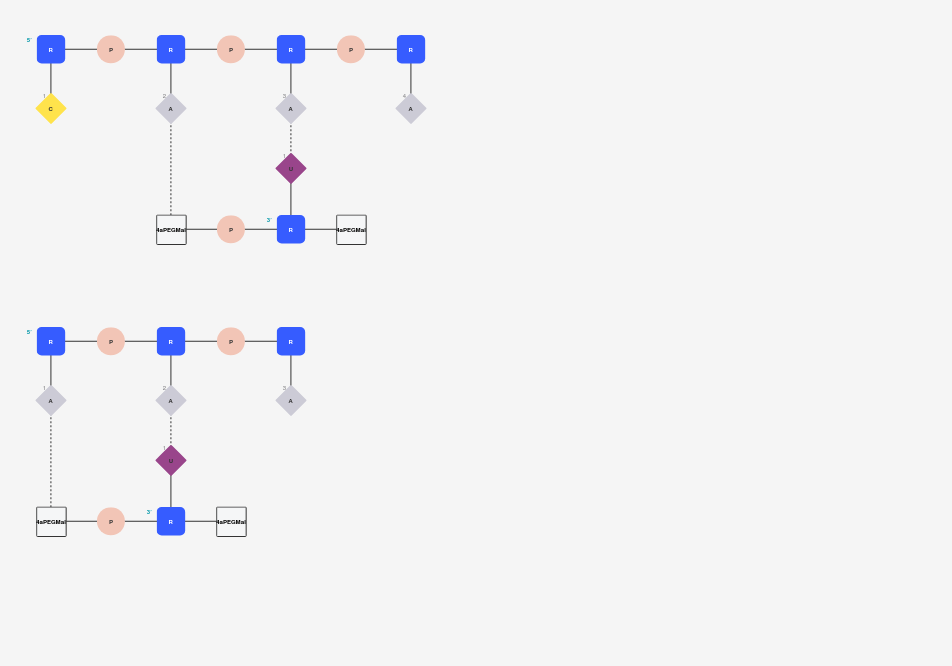 5' R P R P R P R
1 2 3 4
C A A A
1
U
3'
4aPEGMal P R 4aPEGMal
5' R P R P R
1 2 3
A A A
1
U
3'
4aPEGMal P R 4aPEGMal